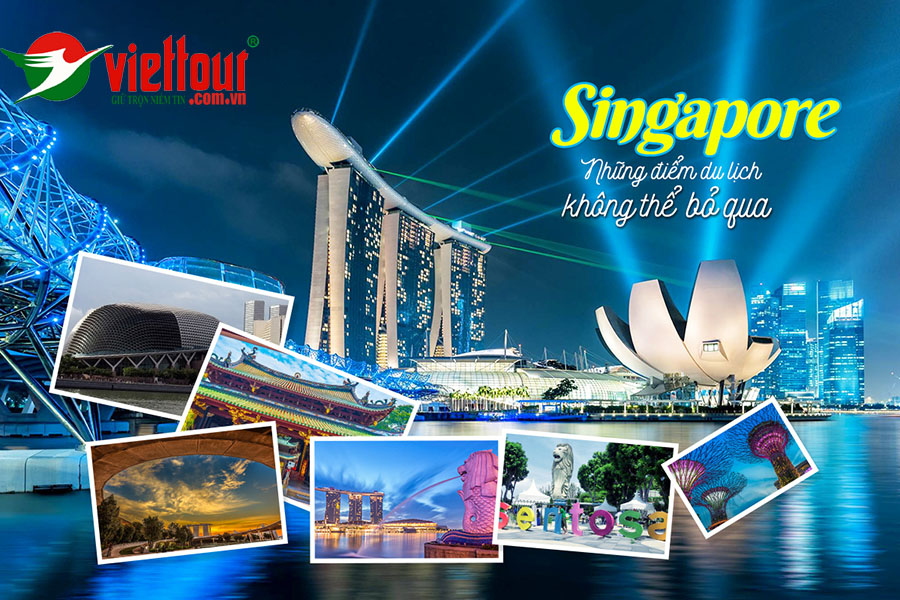 viettour®
GIỮ TRỌN NIỀM TIN .com.vn
Singapore
Những điểm du lịch
không thể bỏ qua
sentosa